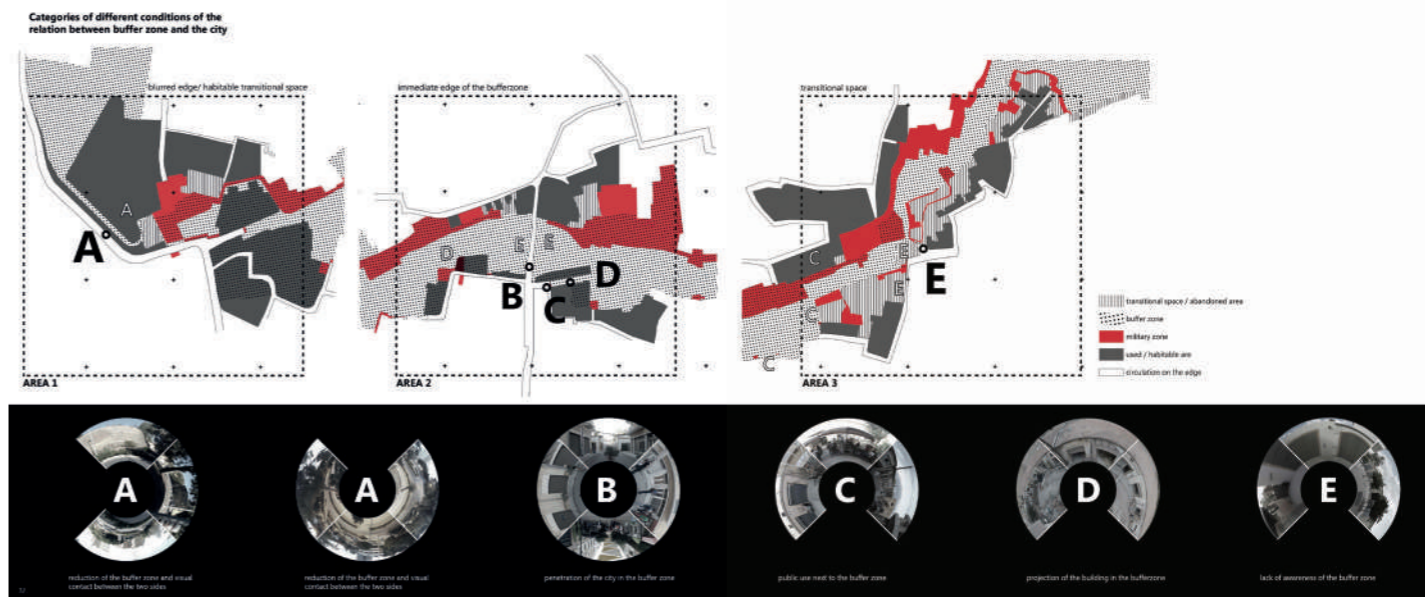 Categories of different conditions of the
relation between buffer zone and the city
blurred edge/ habitable transitional space
A
A
AREA 1
immediate edge of the bufferzone
D
E
E
B
C
D
AREA 2
transitional space
C
E
E
E
C
C
AREA 3
transitional space / abandoned area
buffer zone
military zone
used / habitable are
circulation on the edge
A
reduction of the buffer zone and visual
contact between the two sides
A
reduction of the buffer zone and visual
contact between the two sides
B
penetration of the city in the buffer zone
C
public use nest to the buffer zone
D
projection of the building in the bufferzone
E
lack of awareness of the buffer zone